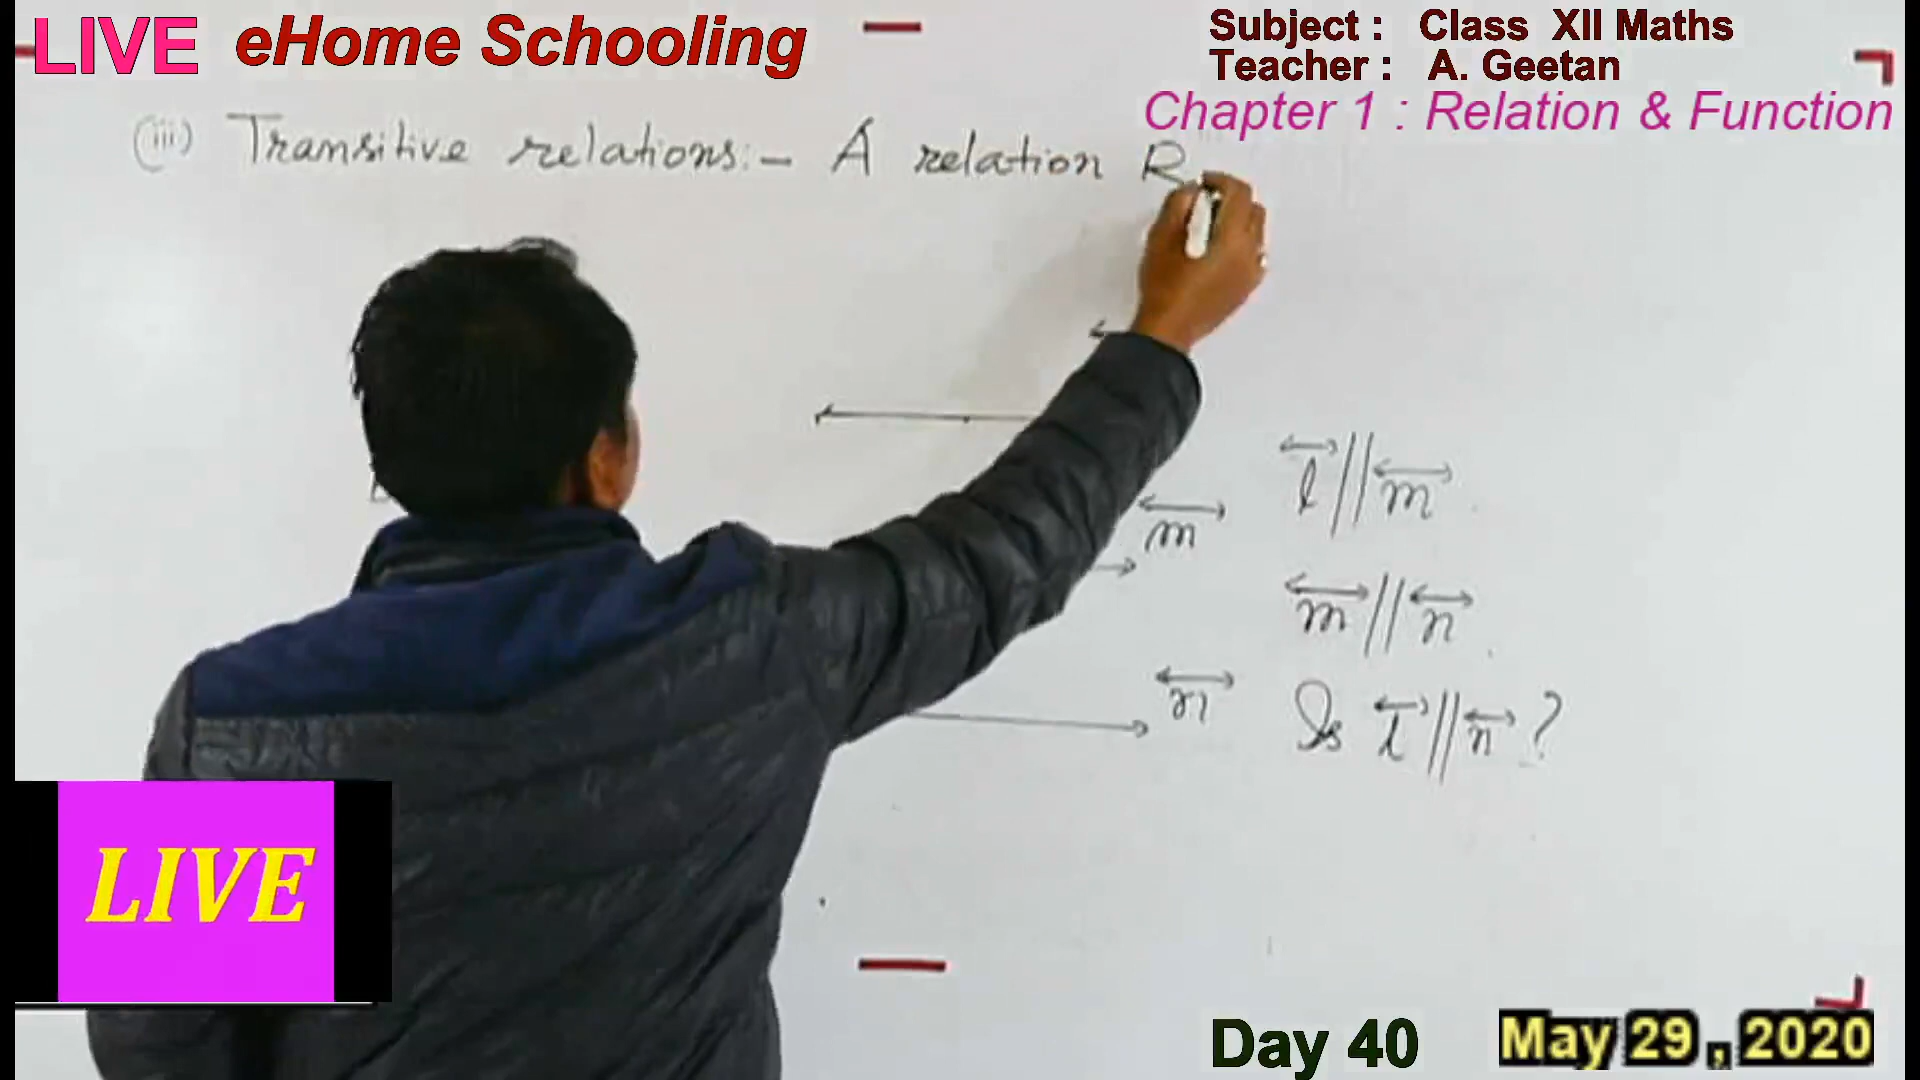 LIVE eHome Schooling
Subject : Class XII Maths
Teacher : A. Geetan
Chapter 1 : Relation & Function
(iii) Transitive relations:- A relation R
l || m
m
m || n
n
Is l || n ?
LIVE
Day 40 May 29 , 2020